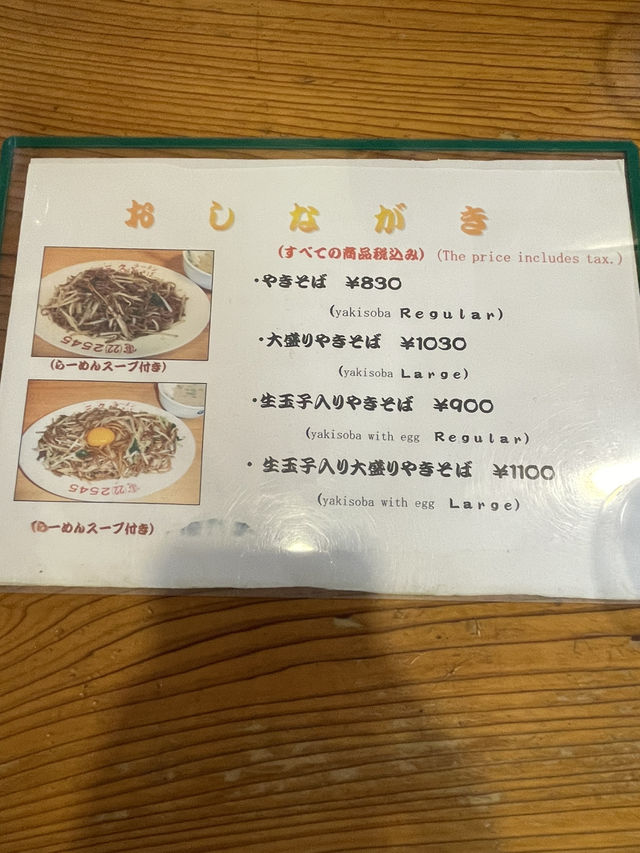 おしながき
(すべての商品税込み) (The price includes tax.)
・やきそば ¥830
(yakisoba Regular)
・大盛りやきそば ¥1030
(yakisoba Large)
・生玉子入りやきそば ¥900
(yakisoba with egg Regular)
・生玉子入り大盛りやきそば ¥1100
(yakisoba with egg Large)
22 2545
(らーめんスープ付き)
22 2545
(らーめんスープ付き)